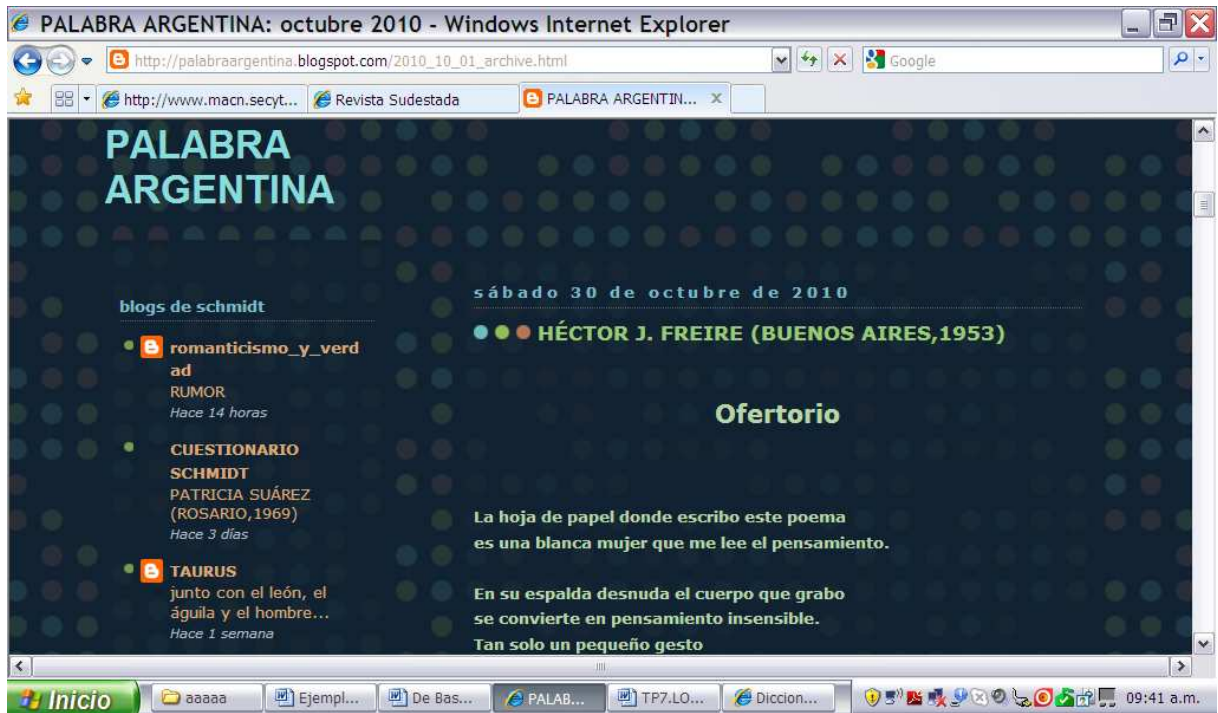 PALABRA ARGENTINA: octubre 2010 - Windows Internet Explorer
http://palabraargentina.blogspot.com/2010_10_01_archive.html
Google
http://www.macn.secyt...
Revista Sudestada
PALABRA ARGENTIN...
PALABRA
ARGENTINA
blogs de schmidt
romanticismo_y_verd
ad
RUMOR
Hace 14 horas
CUESTIONARIO
SCHMIDT
PATRICIA SUÁREZ
(ROSARIO,1969)
Hace 3 días
TAURUS
junto con el león, el
águila y el hombre...
Hace 1 semana
sábado 30 de octubre de 2010
HÉCTOR J. FREIRE (BUENOS AIRES,1953)
Ofertorio
La hoja de papel donde escribo este poema
es una blanca mujer que me lee el pensamiento.
En su espalda desnuda el cuerpo que grabo
se convierte en pensamiento insensible.
Tan solo un pequeño gesto
Inicio
aaaaa
Ejempl...
De Bas...
PALAB...
TP7.LO...
Diccion...
09:41 a.m.